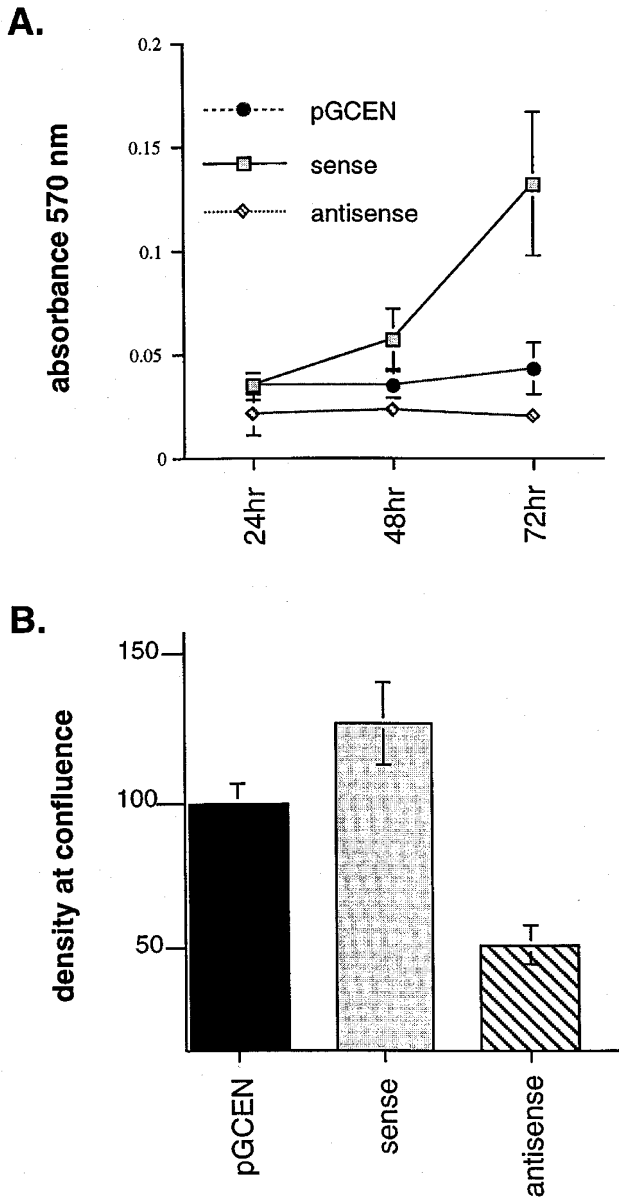 A.
absorbance 570 nm
0.2
0.15
0.1
0.05
0
pGCEN
sense
antisense
24hr
48hr
72hr
B.
density at confluence
150
100
50
pGCEN
sense
antisense